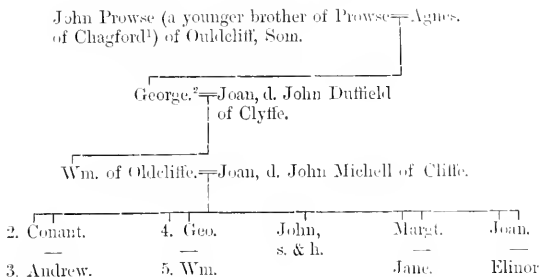 John Prowse (a younger brother of Prowse=Agnes.
of Chagford¹) of Ouldcliff, Som.
George.²=Joan, d. John Duffield
of Clyffe.
Wm. of Oldcliffe.=Joan, d. John Michell of Cliffe.
2. Conant. 4. Geo. John, Margt. Joan.
s. & h.
3. Andrew. 5. Wm. Jane. Elinor